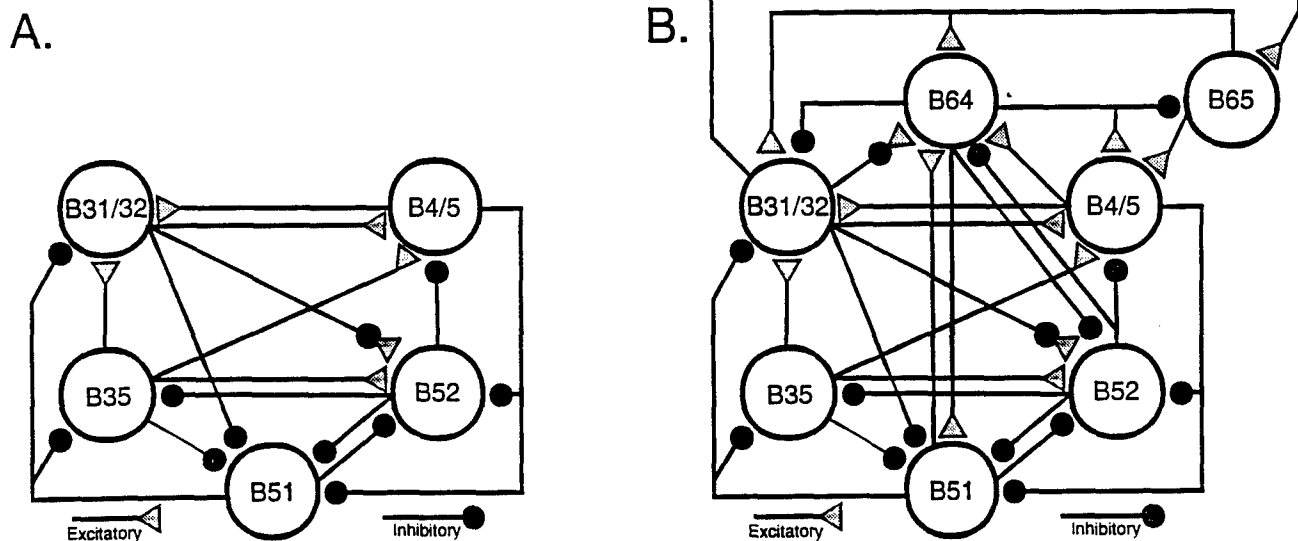 A.
B31/32
B4/5
B35
B52
B51
Excitatory
Inhibitory
B.
B64
B65
B31/32
B4/5
B35
B52
B51
Excitatory
Inhibitory